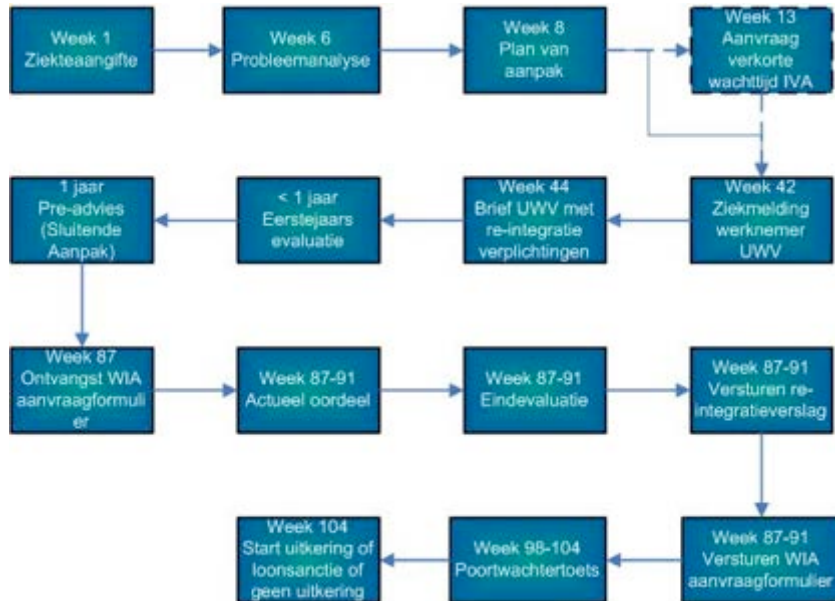 Week 1
Ziekteaangifte
Week 6
Probleemanalyse
Week 8
Plan van
aanpak
Week 13
Aanvraag
verkorte
wachttijd IVA
Week 42
Ziekmelding
werknemer
UWV
Week 44
Brief UWV met
re-integratie
verplichtingen
< 1 jaar
Eerstejaars
evaluatie
1 jaar
Pre-advies
(Sluitende
Aanpak)
Week 87
Ontvangst WIA
aanvraagformuli
er
Week 87-91
Actueel oordeel
Week 87-91
Eindevaluatie
Week 87-91
Versturen re-
integratieverslag
Week 87-91
Versturen WIA
aanvraagformulier
Week 98-104
Poortwachtertoets
Week 104
Start uitkering of
loonsanctie of
geen uitkering